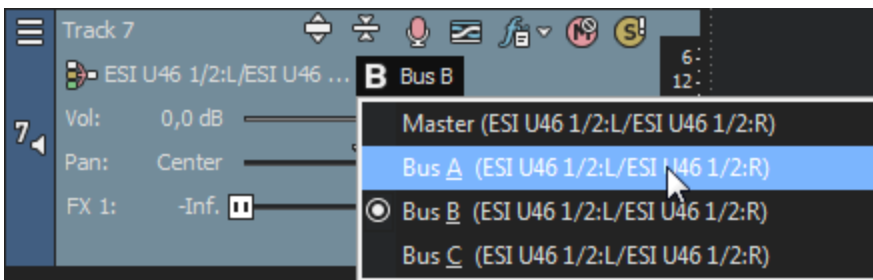 Track 7
ESI U46 1/2:L/ESI U46 ... B Bus B
6
12
7
Vol: 0,0 dB
Pan: Center
FX 1: -Inf.
Master (ESI U46 1/2:L/ESI U46 1/2:R)
Bus A (ESI U46 1/2:L/ESI U46 1/2:R)
Bus B (ESI U46 1/2:L/ESI U46 1/2:R)
Bus C (ESI U46 1/2:L/ESI U46 1/2:R)